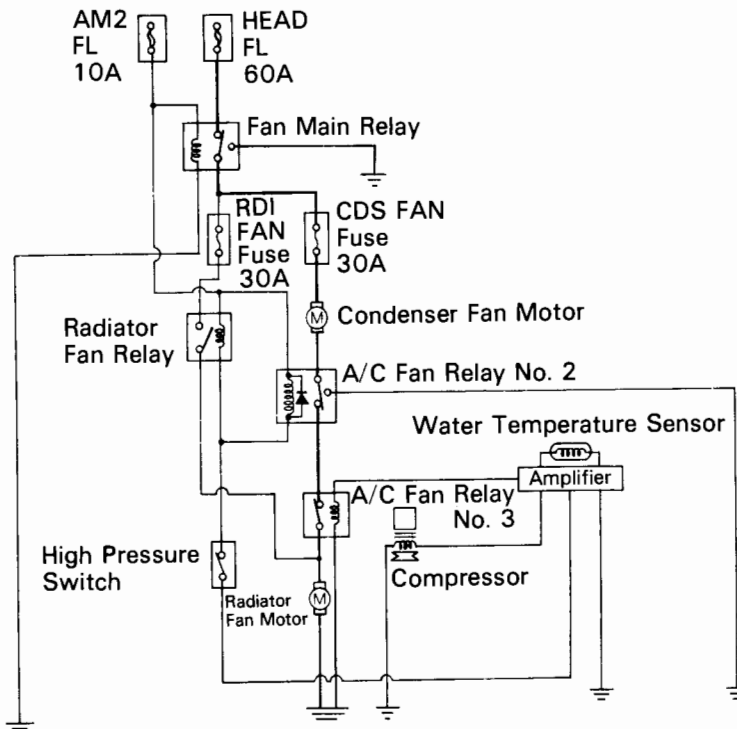 AM2
FL
10A
HEAD
FL
60A
Fan Main Relay
RDI
FAN
Fuse
30A
CDS FAN
Fuse
30A
M
Condenser Fan Motor
Radiator
Fan Relay
A/C Fan Relay No. 2
Water Temperature Sensor
Amplifier
A/C Fan Relay
No. 3
High Pressure
Switch
Compressor
Radiator
Fan Motor
M